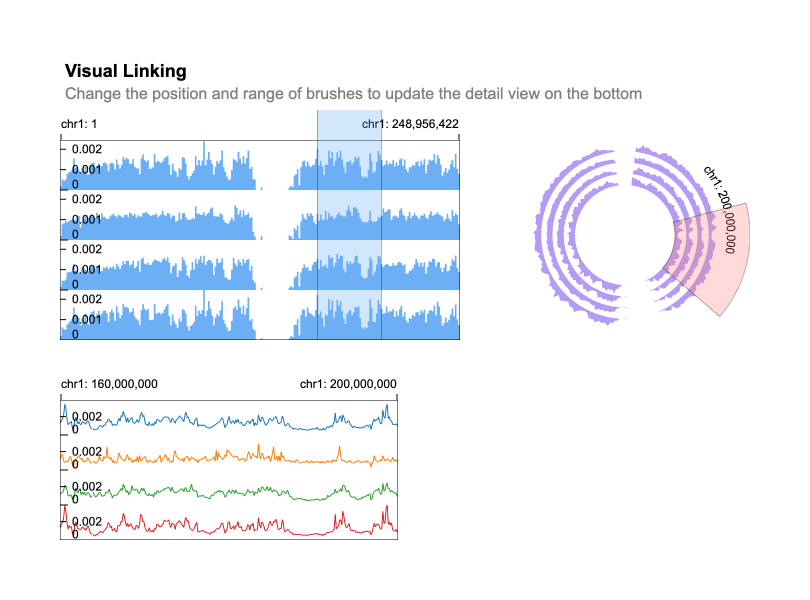 Visual Linking
Change the position and range of brushes to update the detail view on the bottom
chr1: 1
chr1: 248,956,422
0.002
0.001
0
0.002
0.001
0
0.002
0.001
0
0.002
0.001
0
chr1: 200,000,000
chr1: 160,000,000
chr1: 200,000,000
0.002
0
0.002
0
0.002
0
0.002
0